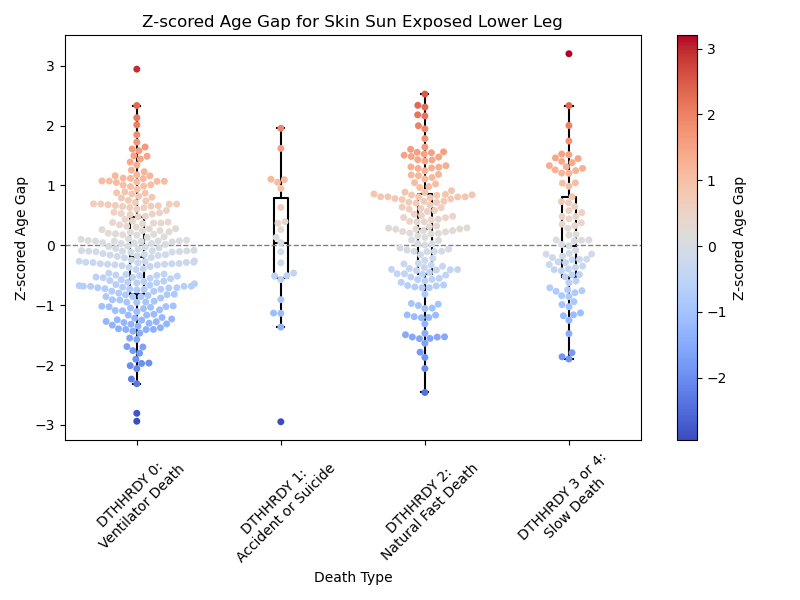 Z-scored Age Gap for Skin Sun Exposed Lower Leg
Z-scored Age Gap
3
2
1
0
−1
−2
−3
DTHHRDY 0:
Ventilator Death
DTHHRDY 1:
Accident or Suicide
DTHHRDY 2:
Natural Fast Death
DTHHRDY 3 or 4:
Slow Death
Death Type
3
2
1
0
−1
−2
Z-scored Age Gap